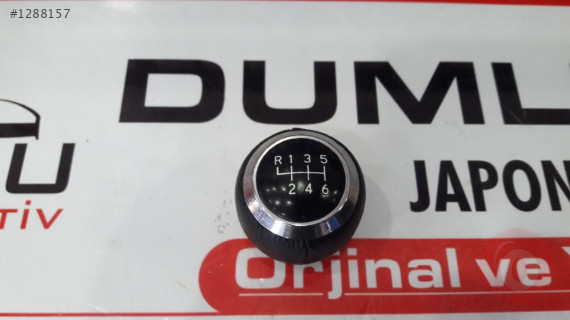 #1288157
DUML
U
JAPON
TİV
R 1 3 5
2 4 6
Orjinal ve Y